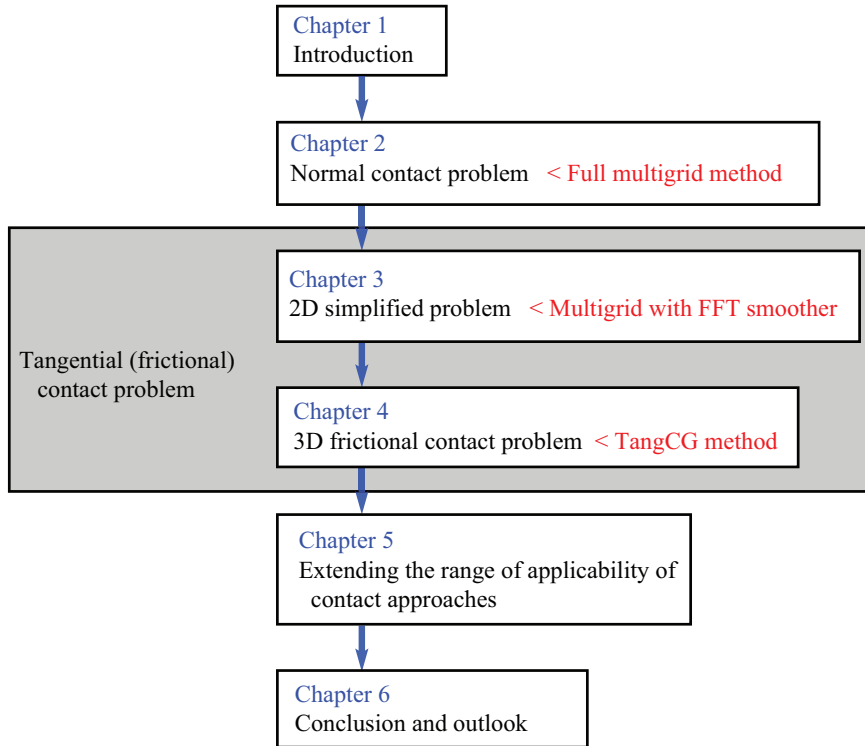 Chapter 1
Introduction
Chapter 2
Normal contact problem < Full multigrid method
Chapter 3
2D simplified problem < Multigrid with FFT smoother
Tangential (frictional)
contact problem
Chapter 4
3D frictional contact problem < TangCG method
Chapter 5
Extending the range of applicability of
contact approaches
Chapter 6
Conclusion and outlook